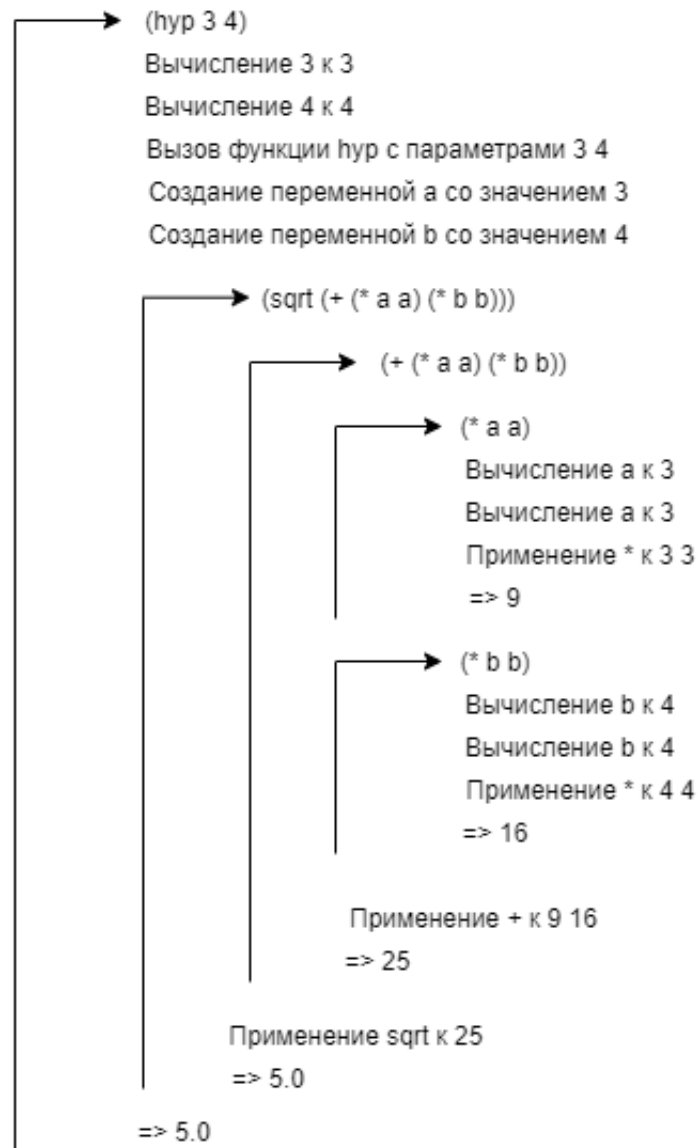 (hyp 3 4)
Вычисление 3 к 3
Вычисление 4 к 4
Вызов функции hyp с параметрами 3 4
Создание переменной a со значением 3
Создание переменной b со значением 4
(sqrt (+ (* a a) (* b b)))
(+ (* a a) (* b b))
(* a a)
Вычисление a к 3
Вычисление a к 3
Применение * к 3 3
=> 9
(* b b)
Вычисление b к 4
Вычисление b к 4
Применение * к 4 4
=> 16
Применение + к 9 16
=> 25
Применение sqrt к 25
=> 5.0
=> 5.0